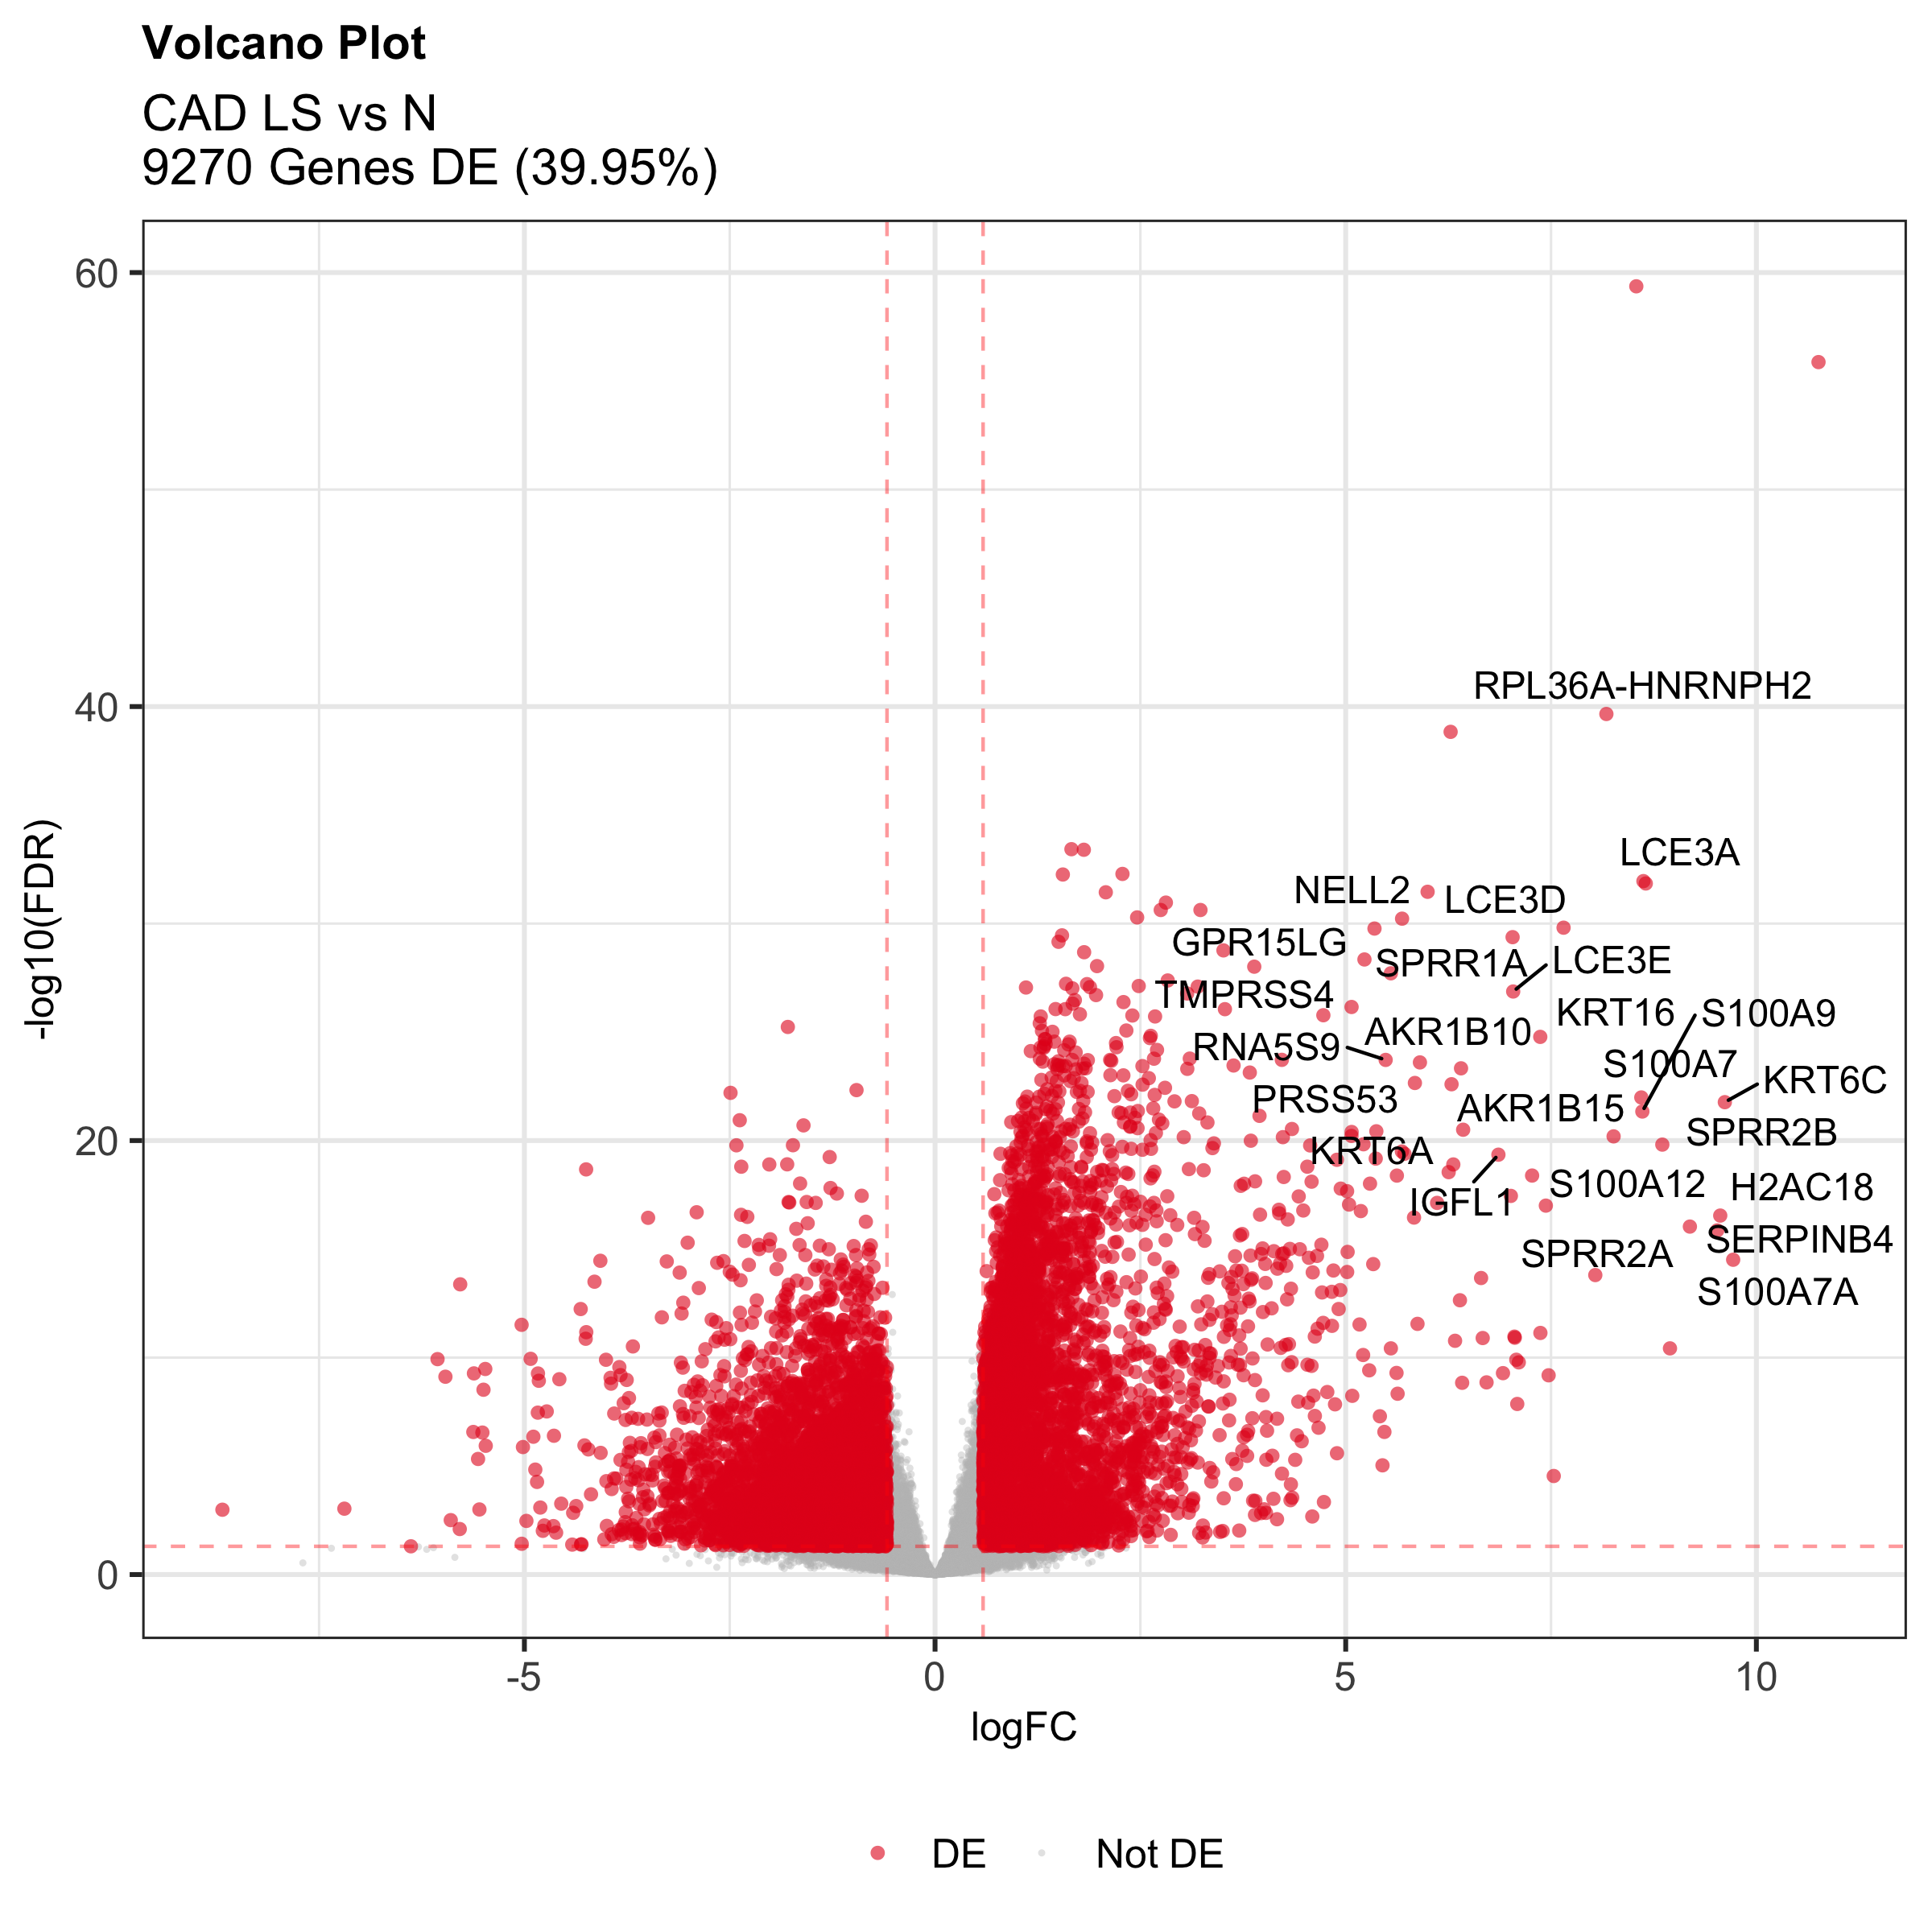 Volcano Plot
CAD LS vs N
9270 Genes DE (39.95%)
60
40
20
0
-log10(FDR)
RPL36A-HNRNPH2
LCE3A
NELL2
LCE3D
GPR15LG
SPRR1A
LCE3E
TMPRSS4
KRT16
S100A9
RNA5S9
AKR1B10
S100A7
KRT6C
PRSS53
AKR1B15
SPRR2B
KRT6A
IGFL1
S100A12
H2AC18
SPRR2A
SERPINB4
S100A7A
-5
0
5
10
logFC
DE
Not DE